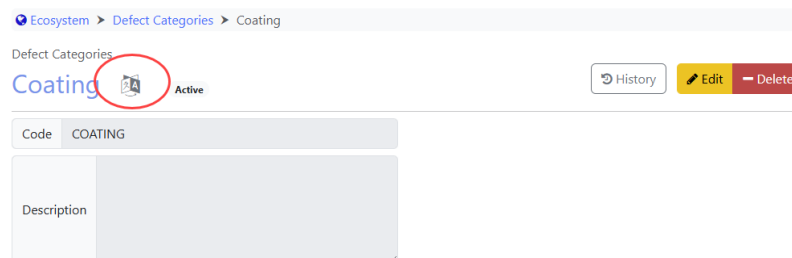 Ecosystem > Defect Categories > Coating
Defect Categories
Coating Active
History Edit Delete
Code COATING
Description